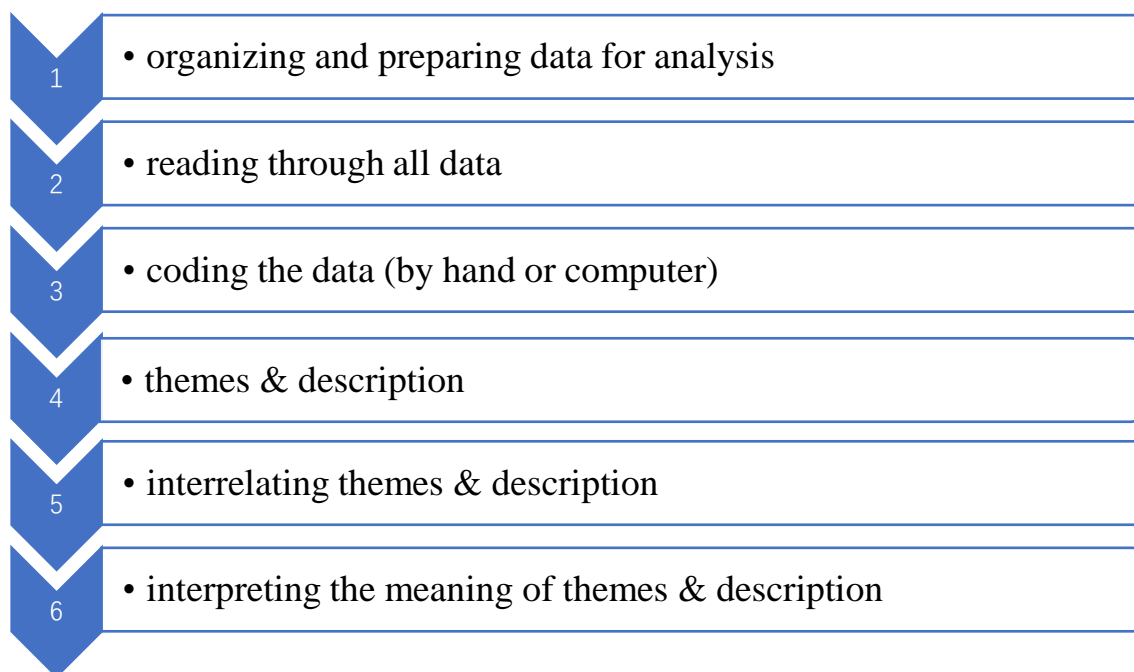 1
• organizing and preparing data for analysis
2
• reading through all data
3
• coding the data (by hand or computer)
4
• themes & description
5
• interrelating themes & description
6
• interpreting the meaning of themes & description